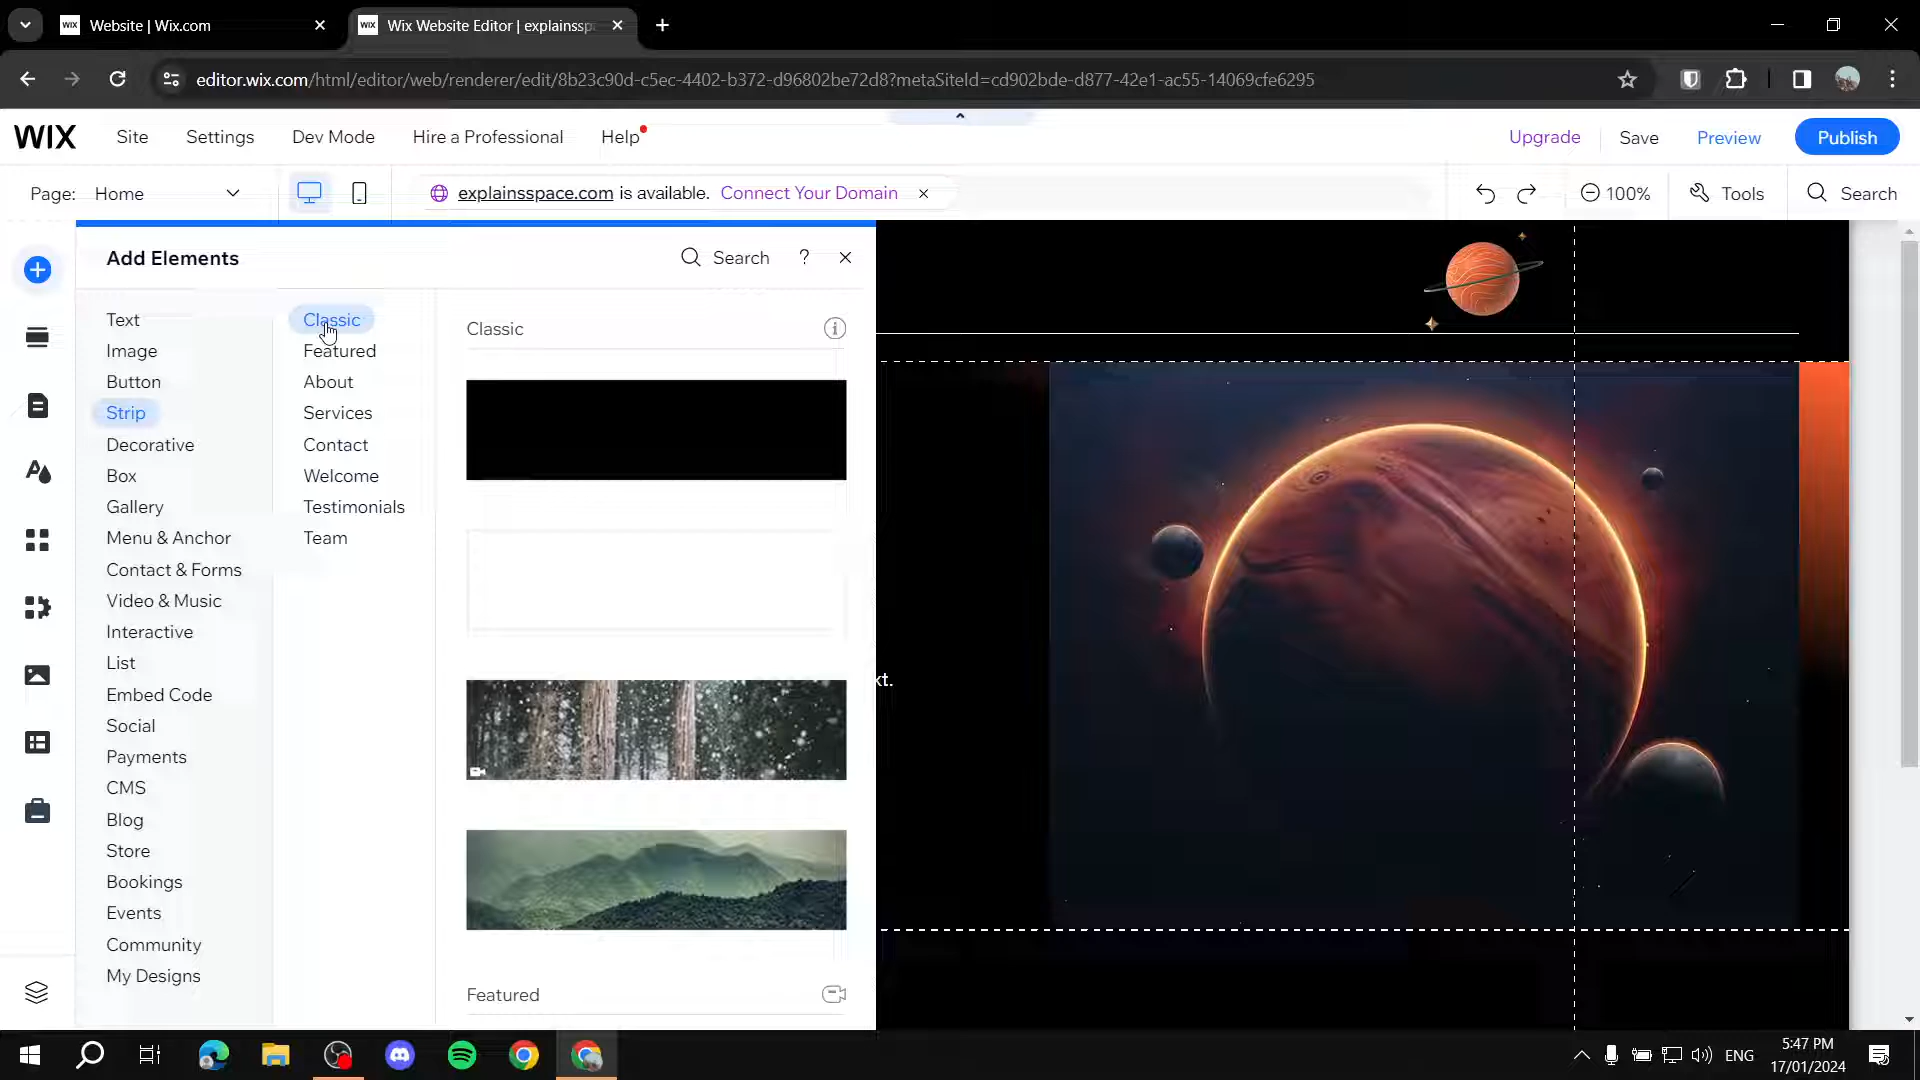 WIX Website | Wix.com
WIX Wix Website Editor | explainssp
editor.wix.com/html/editor/web/renderer/edit/8b23c90d-c5ec-4402-b372-d96802be72d8?metaSiteId=cd902bde-d877-42e1-ac55-14069cfe6295
WIX Site Settings Dev Mode Hire a Professional Help Upgrade Save Preview Publish
Page: Home explainsspace.com is available. Connect Your Domain 100% Tools Search
Add Elements Search ?
Text
Image
Button
Strip
Decorative
Box
Gallery
Menu & Anchor
Contact & Forms
Video & Music
Interactive
List
Embed Code
Social
Payments
CMS
Blog
Store
Bookings
Events
Community
My Designs
Classic
Featured
About
Services
Contact
Welcome
Testimonials
Team
Classic
Featured
xt.
ENG
5:47 PM
17/01/2024